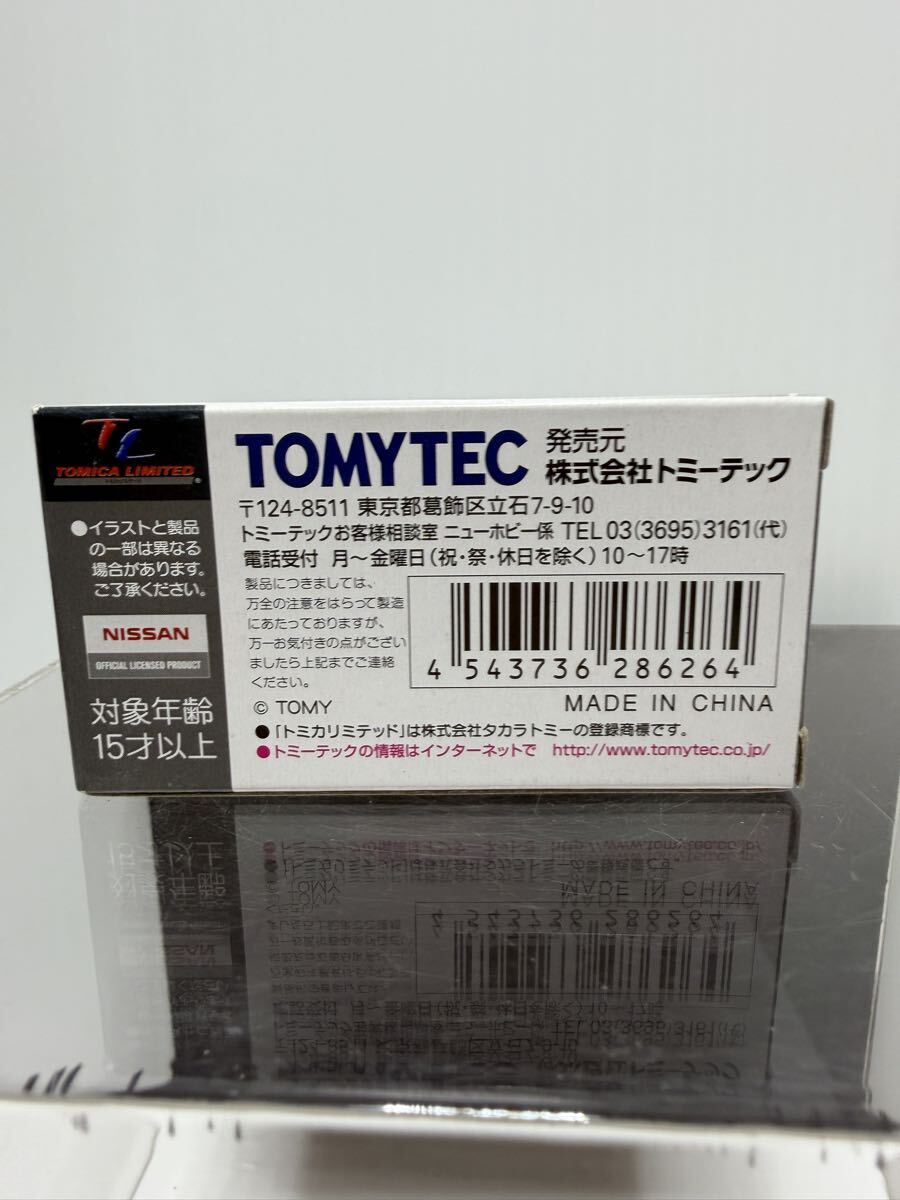 TL
TOMICA LIMITED
●イラストと製品
の一部は異なる
場合があります。
ご了承ください。
NISSAN
OFFICIAL LICENSED PRODUCT
対象年齢
15才以上
TOMYTEC 発売元
株式会社トミーテック
〒124-8511 東京都葛飾区立石7-9-10
トミーテックお客様相談室 ニューホビー係 TEL 03(3695)3161(代)
電話受付 月～金曜日(祝・祭・休日を除く)10～17時
製品につきましては、
万全の注意をはらって製造
にあたっておりますが、
万一お気付きの点がござい
ましたら上記までご連絡
ください。
4 543736 286264
© TOMY
MADE IN CHINA
●「トミカリミテッド」は株式会社タカラトミーの登録商標です。
●トミーテックの情報はインターネットで http://www.tomytec.co.jp/